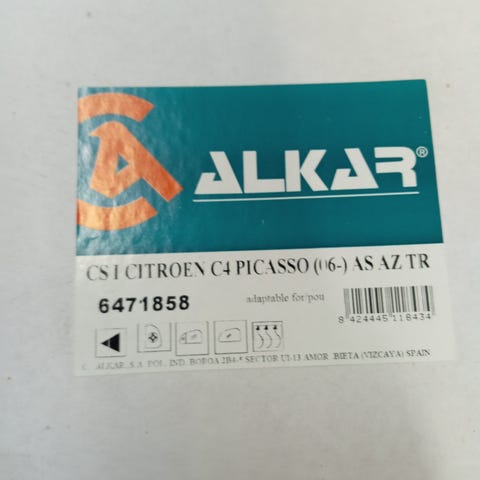 ALKAR®
CS I CITROEN C4 PICASSO (06-) AS AZ TR
6471858
adaptable for/pou
8 424445 118434
ALKAR, S.A. POL. IND. BOROA 2B4-5 SECTOR UI-13 AMOR BIETA (VIZCAYA) SPAIN